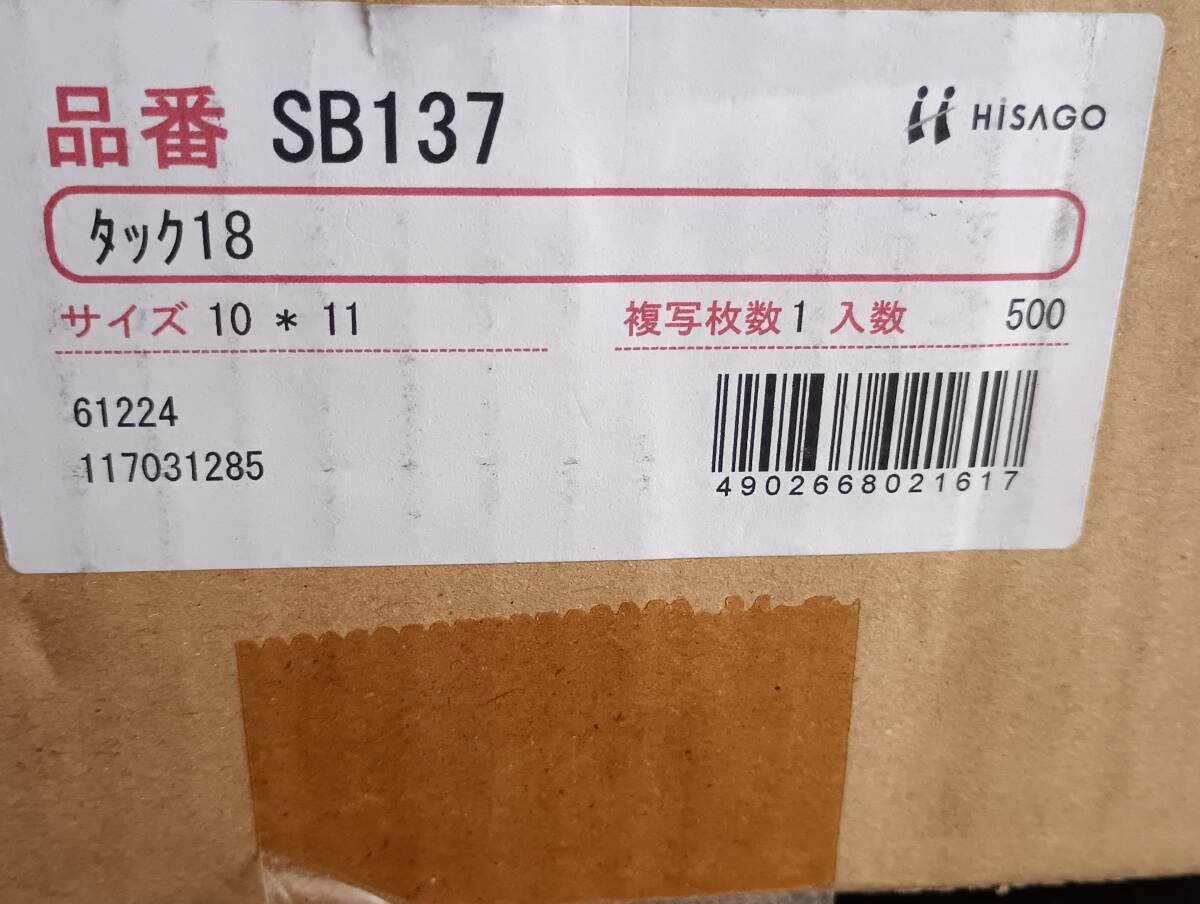 品番 SB137
HISAGO
タック18
サイズ 10 * 11
複写枚数 1 入数 500
61224
117031285
4902668021617